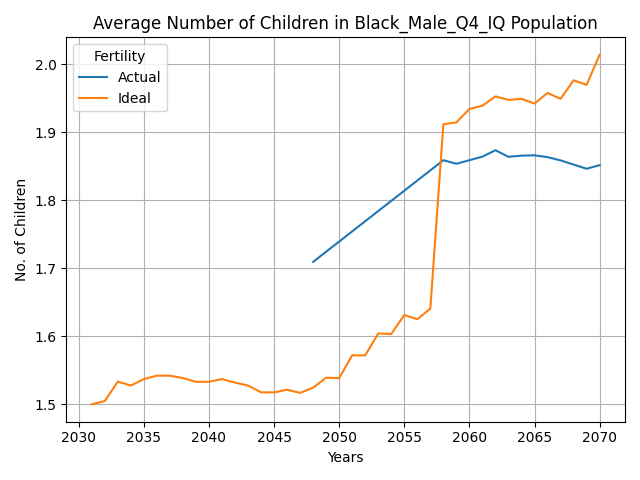 Average Number of Children in Black_Male_Q4_IQ Population
Fertility
Actual
Ideal
No. of Children
2.0
1.9
1.8
1.7
1.6
1.5
2030 2035 2040 2045 2050 2055 2060 2065 2070
Years